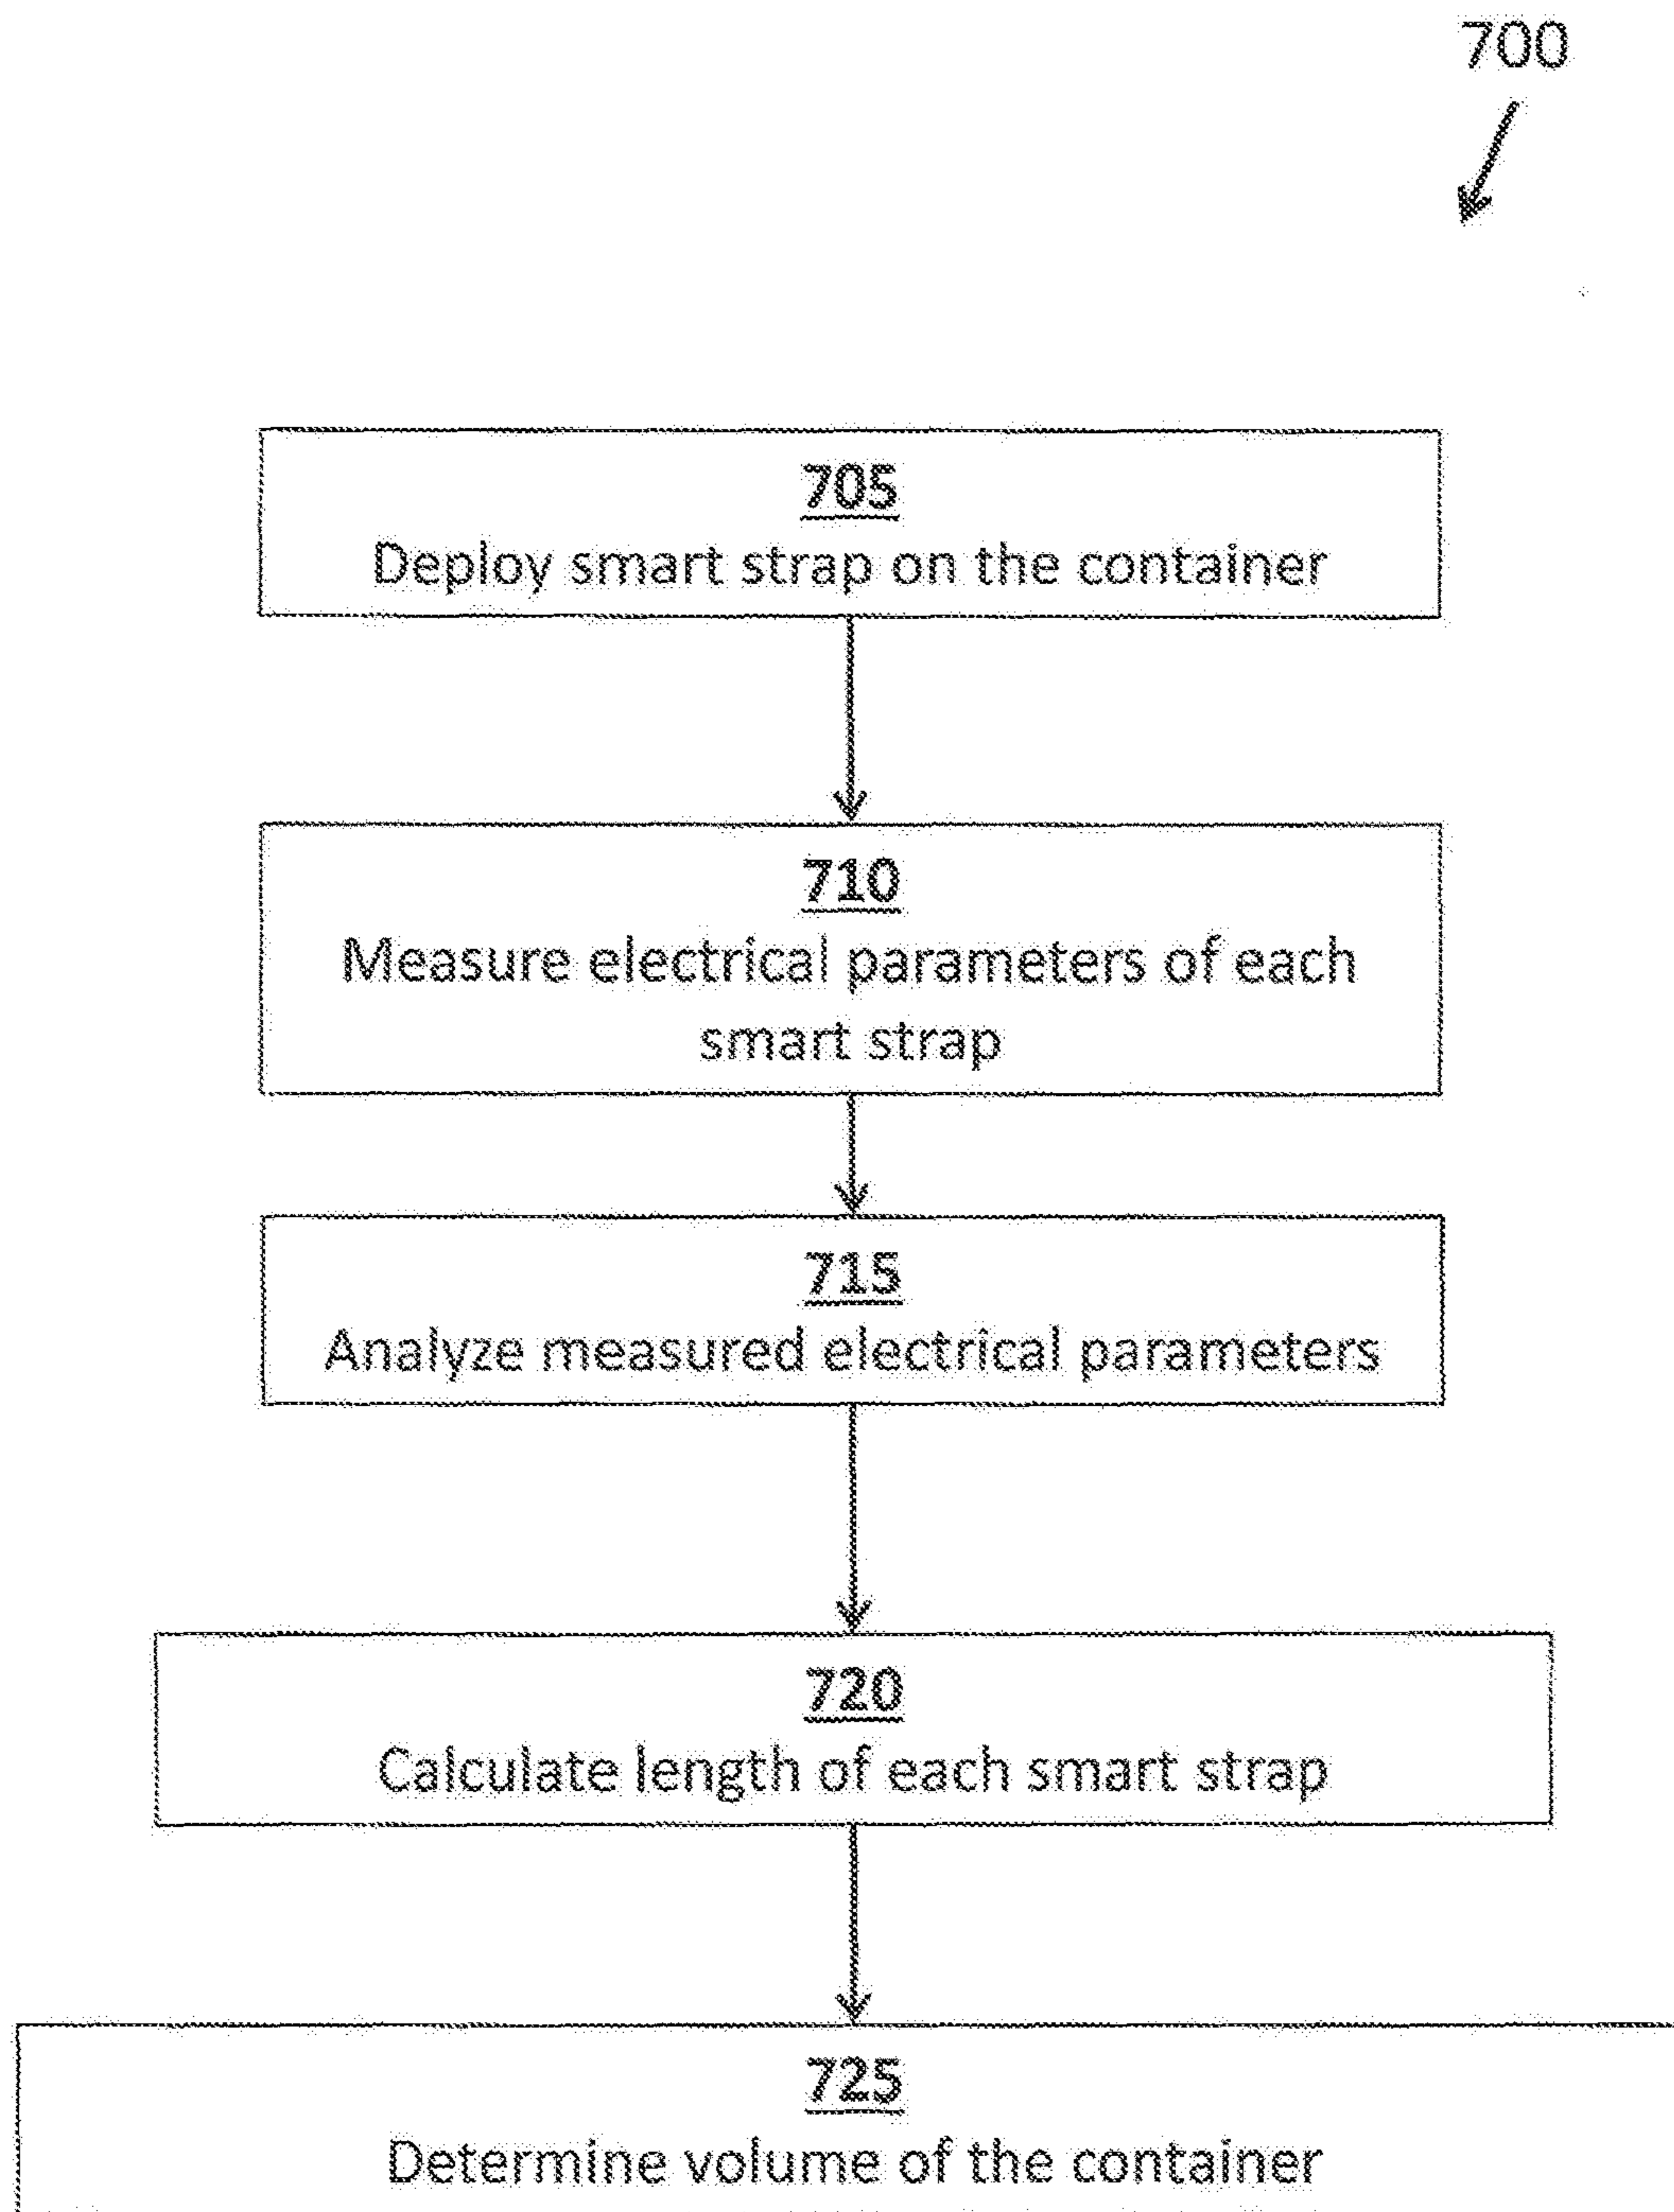 700
705
Deploy smart strap on the container
710
Measure electrical parameters of each
smart strap
715
Analyze measured electrical parameters
720
Calculate length of each smart strap
725
Determine volume of the container